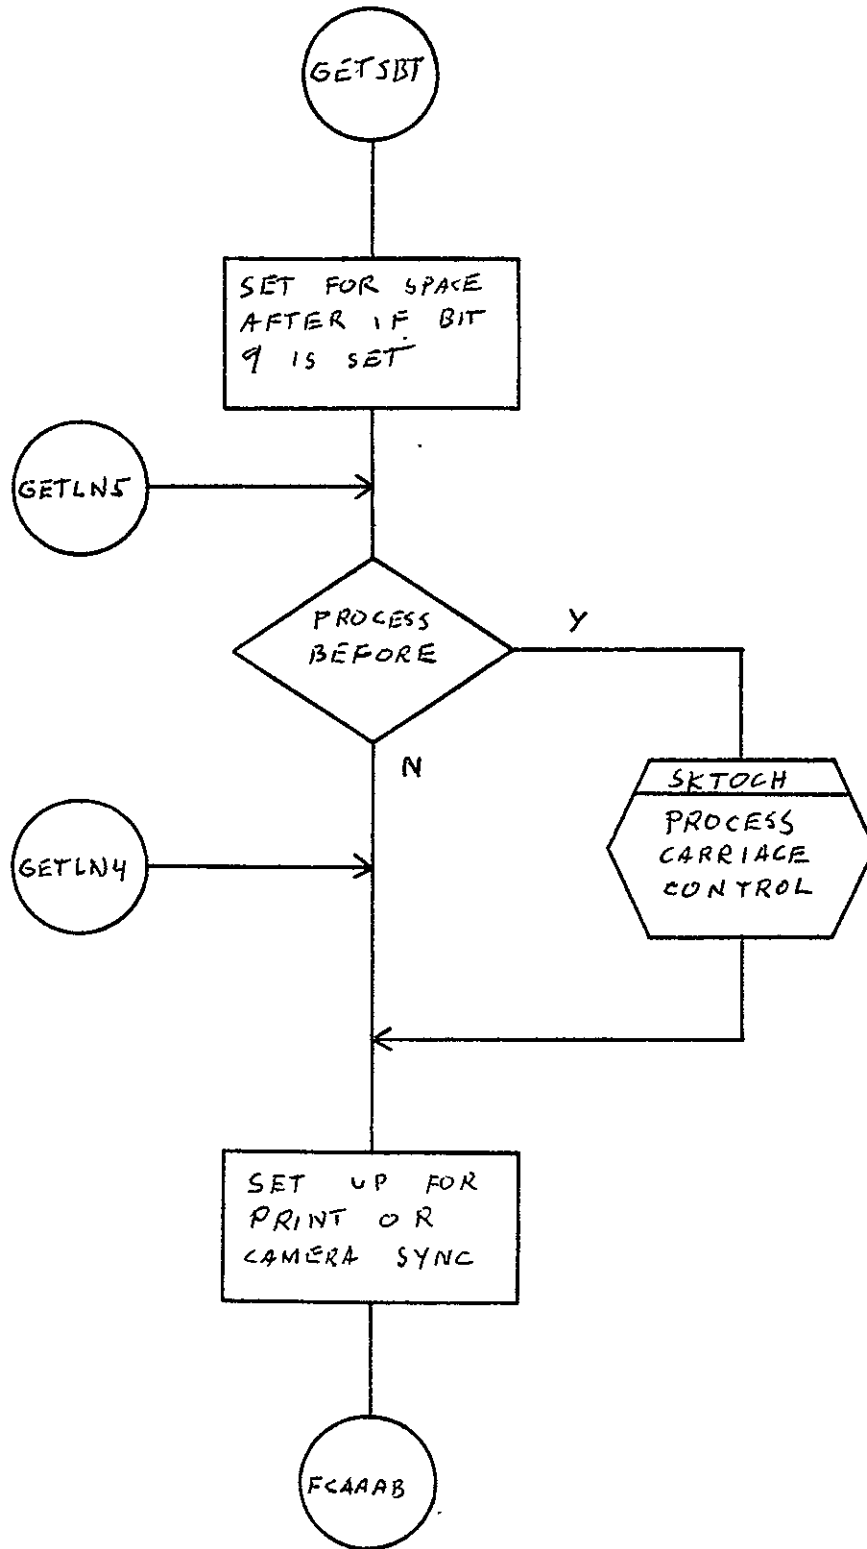 GETSBT
SET FOR SPACE
AFTER IF BIT
9 IS SET
GETLN5
PROCESS
BEFORE
Y
N
SKTOCH
PROCESS
CARRIAGE
CONTROL
GETLN4
SET UP FOR
PRINT OR
CAMERA SYNC
FCAAAB